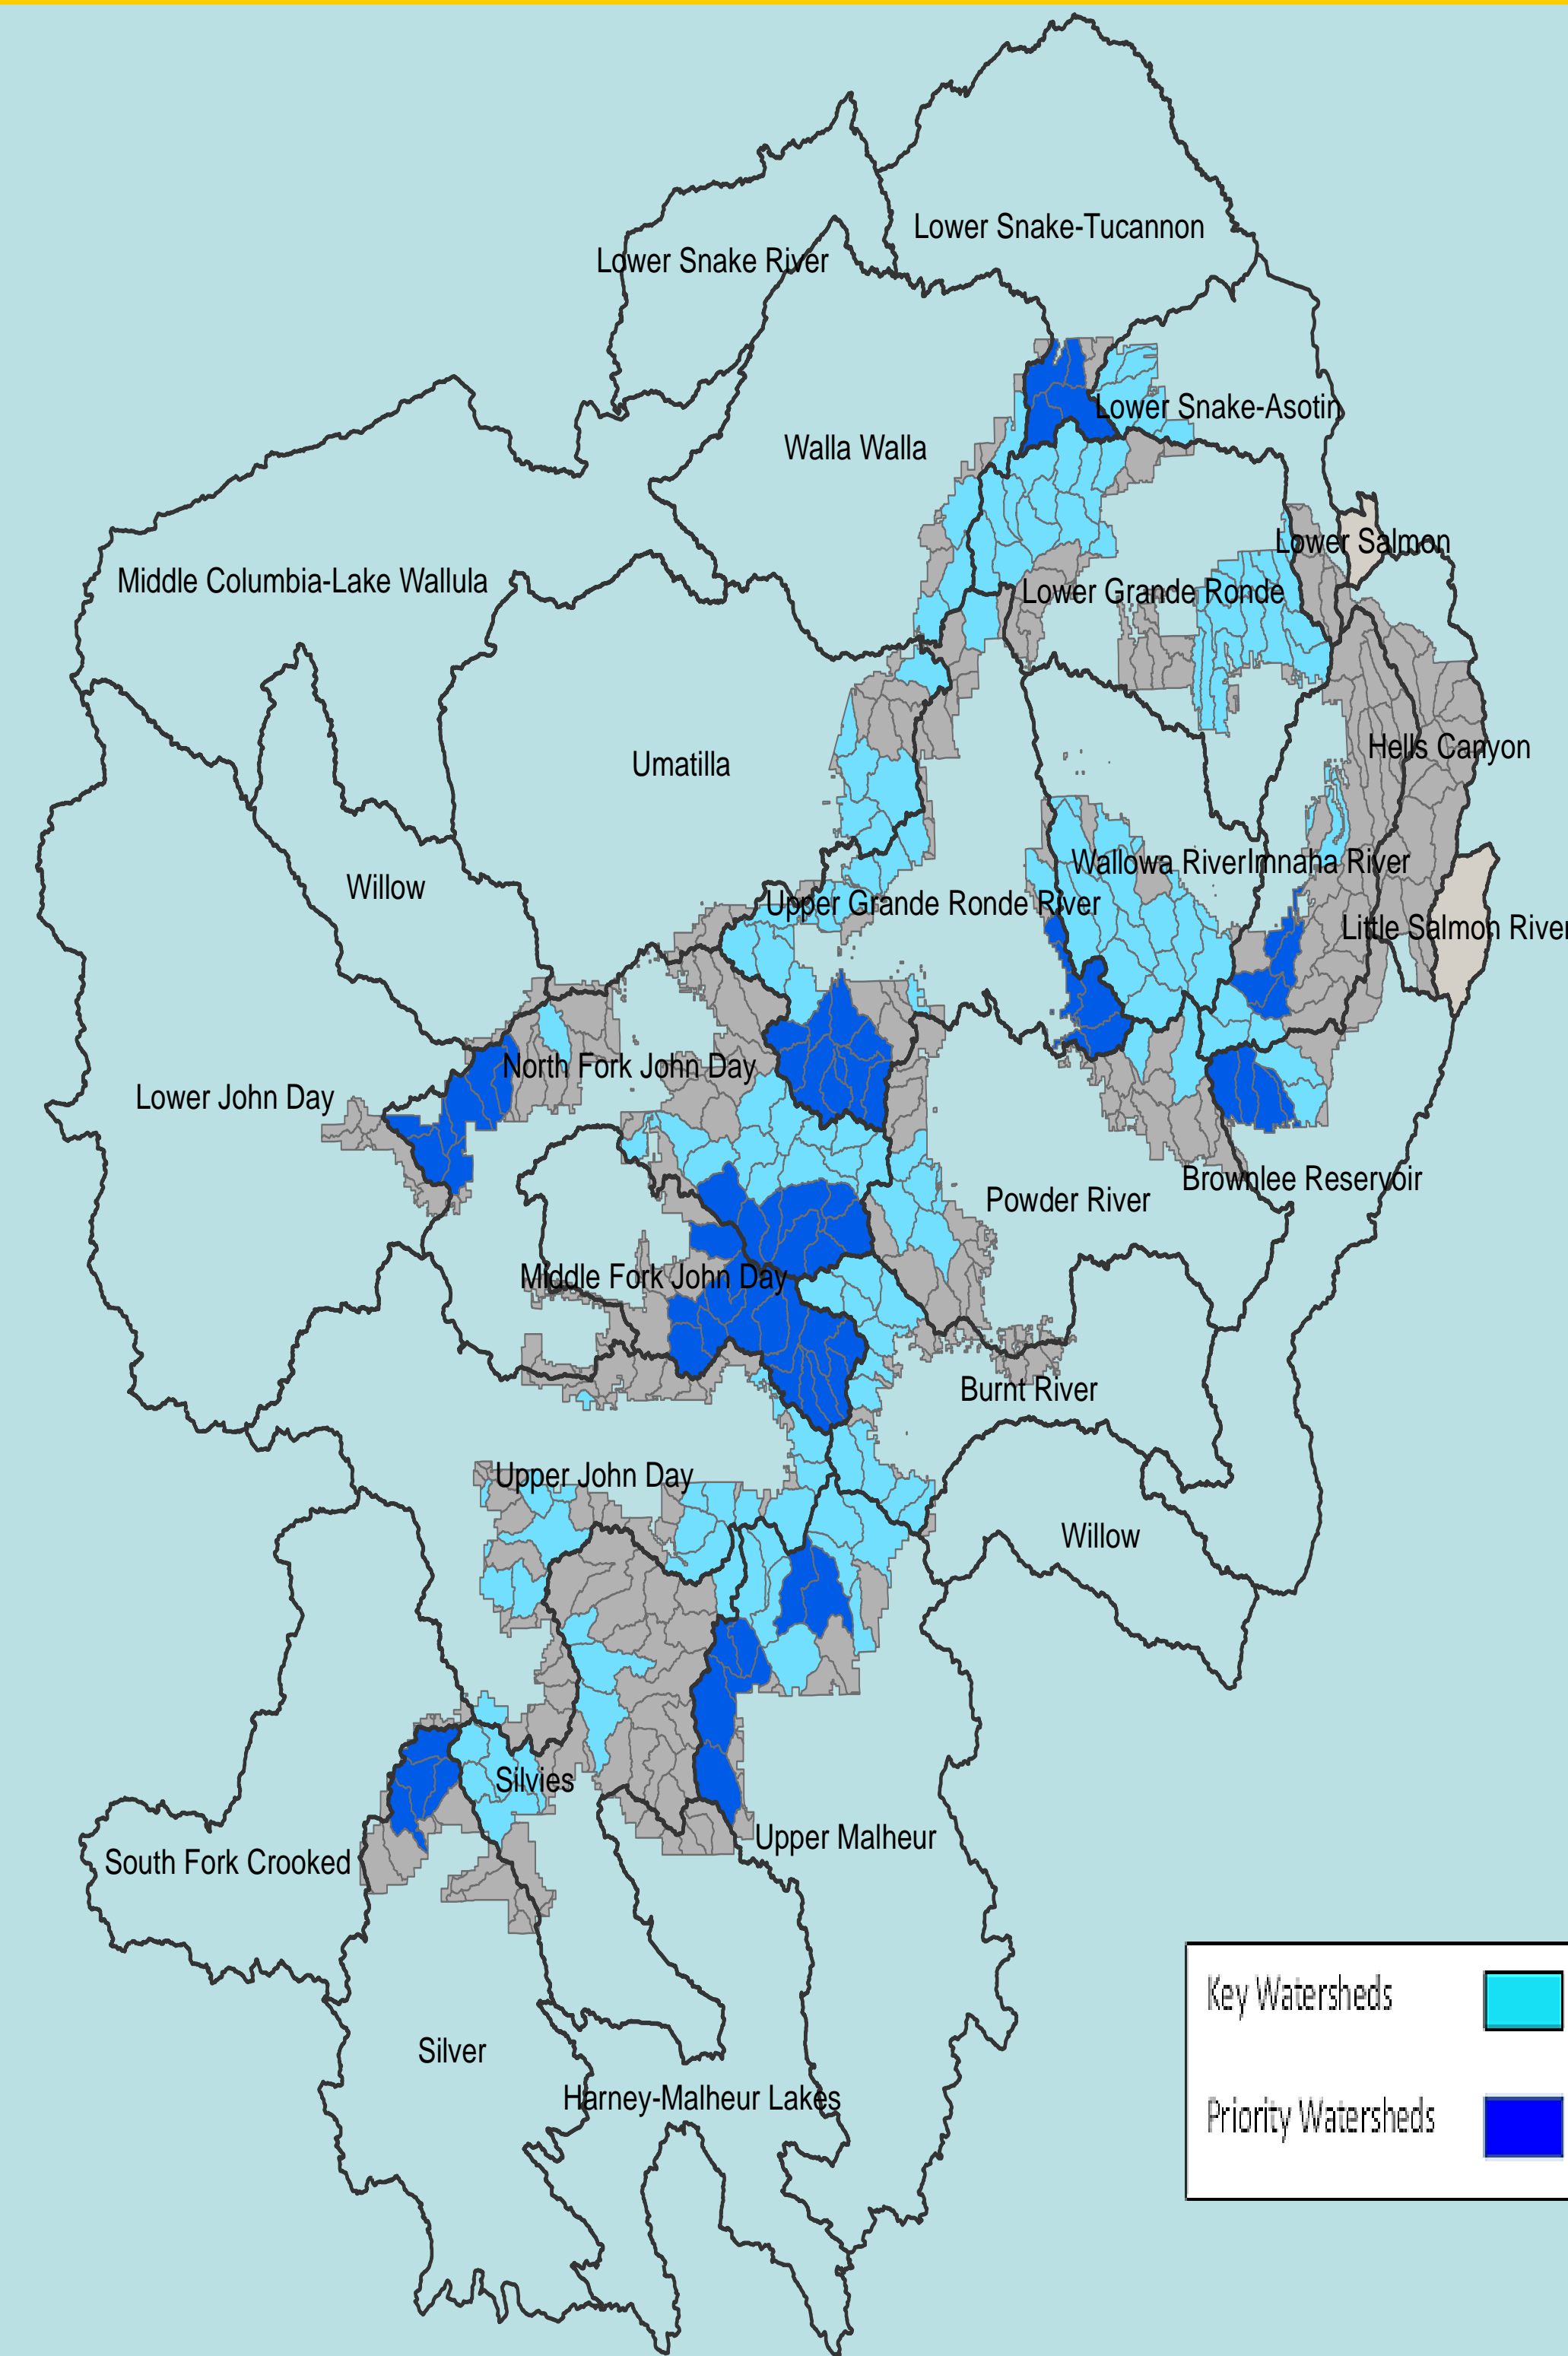 Lower Snake-Tucannon
Lower Snake River
Lower Snake-Asotin
Walla Walla
Lower Salmon
Middle Columbia-Lake Wallula
Lower Grande Ronde
Hells Canyon
Umatilla
Wallowa River
Imnaha River
Willow
Upper Grande Ronde River
Little Salmon River
North Fork John Day
Lower John Day
Brownlee Reservoir
Powder River
Middle Fork John Day
Burnt River
Upper John Day
Willow
Silvies
Upper Malheur
South Fork Crooked
Key Watersheds
Silver
Harney-Malheur Lakes
Priority Watersheds